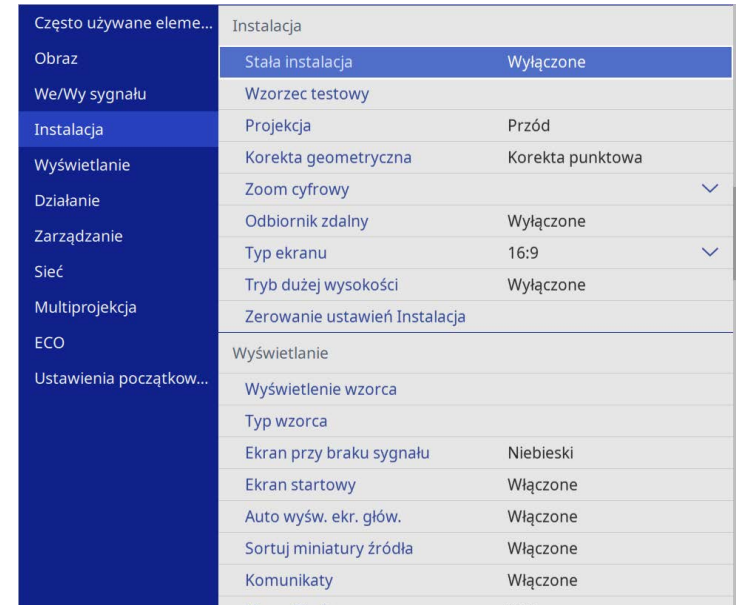 Często używane eleme...
Obraz
We/Wy sygnału
Instalacja
Wyświetlanie
Działanie
Zarządzanie
Sieć
Multiprojekcja
ECO
Ustawienia początkow...
Instalacja
Stała instalacja Wyłączone
Wzorzec testowy
Projekcja Przód
Korekta geometryczna Korekta punktowa
Zoom cyfrowy
Odbiornik zdalny Wyłączone
Typ ekranu 16:9
Tryb dużej wysokości Wyłączone
Zerowanie ustawień Instalacja
Wyświetlanie
Wyświetlenie wzorca
Typ wzorca
Ekran przy braku sygnału Niebieski
Ekran startowy Włączone
Auto wyśw. ekr. głów. Włączone
Sortuj miniatury źródła Włączone
Komunikaty Włączone